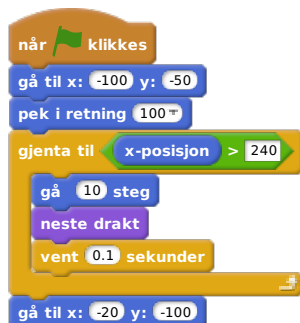 når klikkes
gå til x: -100 y: -50
pek i retning 100
gjenta til x-posisjon > 240
gå 10 steg
neste drakt
vent 0.1 sekunder
gå til x: -20 y: -100